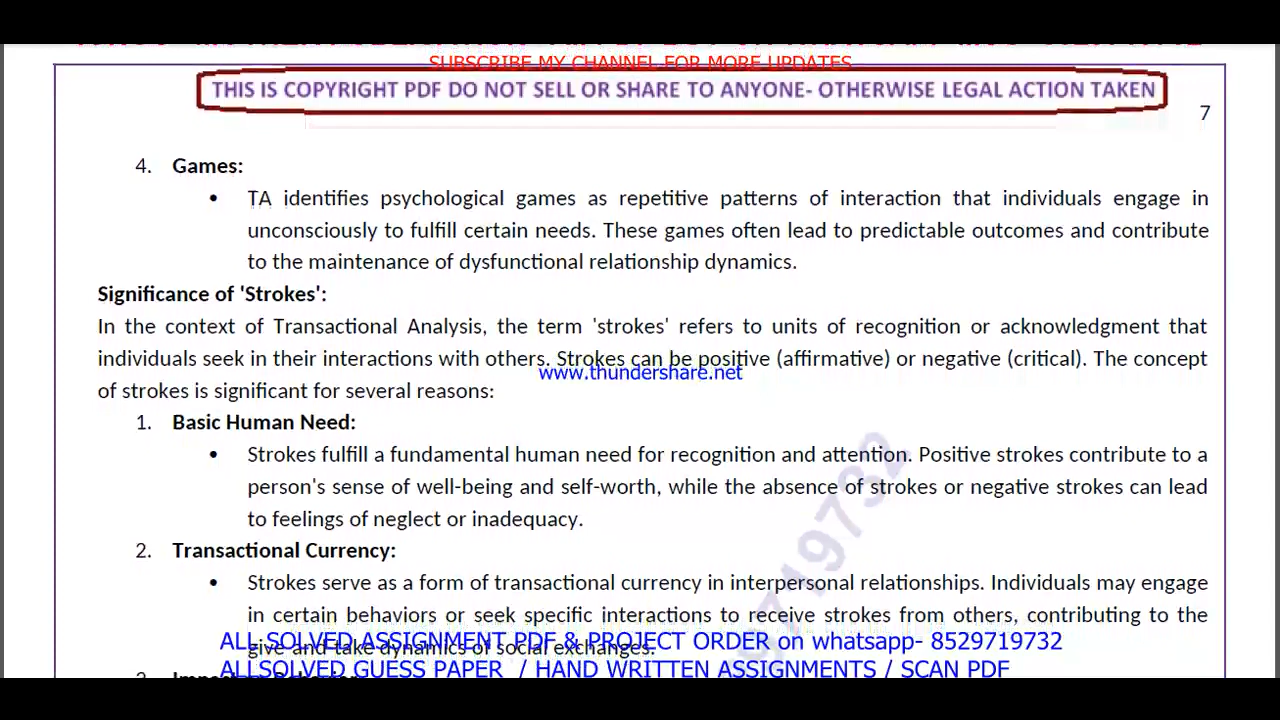 SUBSCRIBE MY CHANNEL FOR MORE UPDATES
THIS IS COPYRIGHT PDF DO NOT SELL OR SHARE TO ANYONE- OTHERWISE LEGAL ACTION TAKEN
7
4. Games:
• TA identifies psychological games as repetitive patterns of interaction that individuals engage in
unconsciously to fulfill certain needs. These games often lead to predictable outcomes and contribute
to the maintenance of dysfunctional relationship dynamics.
Significance of 'Strokes':
In the context of Transactional Analysis, the term 'strokes' refers to units of recognition or acknowledgment that
individuals seek in their interactions with others. Strokes can be positive (affirmative) or negative (critical). The concept
www.thundershare.net
of strokes is significant for several reasons:
1. Basic Human Need:
• Strokes fulfill a fundamental human need for recognition and attention. Positive strokes contribute to a
person's sense of well-being and self-worth, while the absence of strokes or negative strokes can lead
to feelings of neglect or inadequacy.
2. Transactional Currency:
• Strokes serve as a form of transactional currency in interpersonal relationships. Individuals may engage
in certain behaviors or seek specific interactions to receive strokes from others, contributing to the
ALL SOLVED ASSIGNMENT PDF & PROJECT ORDER on whatsapp- 8529719732
give and take dynamics of social exchanges.
ALLSOLVED GUESS PAPER / HAND WRITTEN ASSIGNMENTS / SCAN PDF
9719732